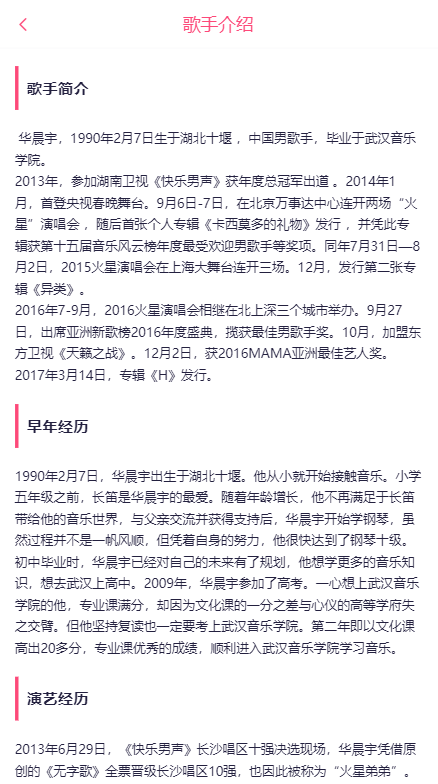 歌手介绍
歌手简介
华晨宇，1990年2月7日生于湖北十堰 ，中国男歌手，毕业于武汉音乐
学院。
2013年，参加湖南卫视《快乐男声》获年度总冠军出道 。2014年1
月，首登央视春晚舞台。9月6日-7日，在北京万事达中心连开两场“火
星”演唱会 ，随后首张个人专辑《卡西莫多的礼物》发行 ，并凭此专
辑获第十五届音乐风云榜年度最受欢迎男歌手等奖项。同年7月31日—8
月2日，2015火星演唱会在上海大舞台连开三场。12月，发行第二张专
辑《异类》。
2016年7-9月，2016火星演唱会相继在北上深三个城市举办。9月27
日，出席亚洲新歌榜2016年度盛典，揽获最佳男歌手奖。10月，加盟东
方卫视《天籁之战》。12月2日，获2016MAMA亚洲最佳艺人奖。
2017年3月14日，专辑《H》发行。
早年经历
1990年2月7日，华晨宇出生于湖北十堰。他从小就开始接触音乐。小学
五年级之前，长笛是华晨宇的最爱。随着年龄增长，他不再满足于长笛
带给他的音乐世界，与父亲交流并获得支持后，华晨宇开始学钢琴，虽
然过程并不是一帆风顺，但凭着自身的努力，他很快达到了钢琴十级。
初中毕业时，华晨宇已经对自己的未来有了规划，他想学更多的音乐知
识，想去武汉上高中。2009年，华晨宇参加了高考。一心想上武汉音乐
学院的他，专业课满分，却因为文化课的一分之差与心仪的高等学府失
之交臂。但他坚持复读也一定要考上武汉音乐学院。第二年即以文化课
高出20多分，专业课优秀的成绩，顺利进入武汉音乐学院学习音乐。
演艺经历
2013年6月29日，《快乐男声》长沙唱区十强决选现场，华晨宇凭借原
创的《无字歌》全票晋级长沙唱区10强，也因此被称为“火星弟弟”。